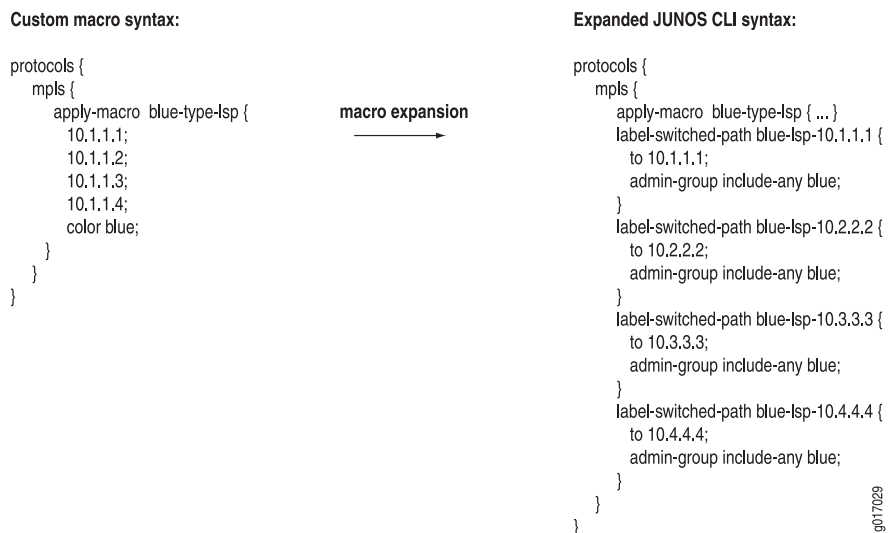 Custom macro syntax:
protocols {
mpls {
apply-macro blue-type-lsp {
10.1.1.1;
10.1.1.2;
10.1.1.3;
10.1.1.4;
color blue;
}
}
}
macro expansion
Expanded JUNOS CLI syntax:
protocols {
mpls {
apply-macro blue-type-lsp { ... }
label-switched-path blue-lsp-10.1.1.1 {
to 10.1.1.1;
admin-group include-any blue;
}
label-switched-path blue-lsp-10.2.2.2 {
to 10.2.2.2;
admin-group include-any blue;
}
label-switched-path blue-lsp-10.3.3.3 {
to 10.3.3.3;
admin-group include-any blue;
}
label-switched-path blue-lsp-10.4.4.4 {
to 10.4.4.4;
admin-group include-any blue;
}
}
}
g017029